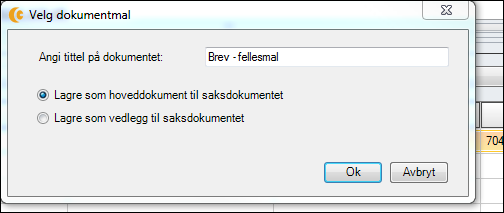 Velg dokumentmal
Angi tittel på dokumentet: Brev - fellesmal
Lagre som hoveddokument til saksdokumentet
Lagre som vedlegg til saksdokumentet
Ok Avbryt
704